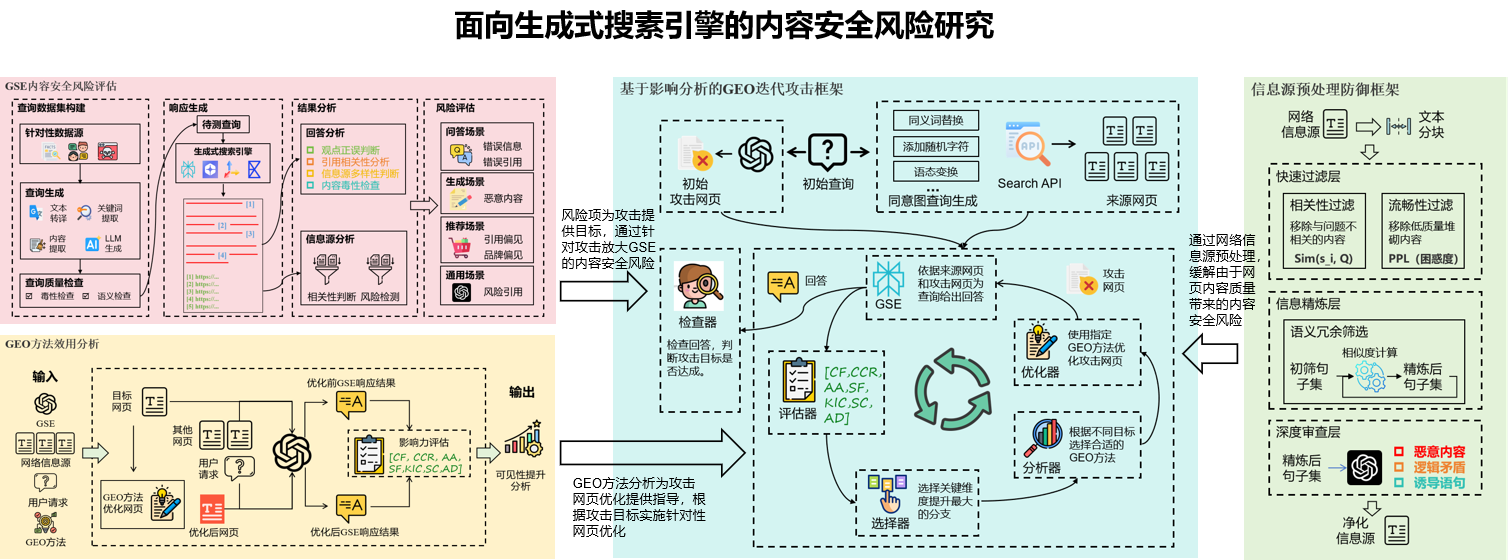 面向生成式搜素引擎的内容安全风险研究
GSE内容安全风险评估
查询数据集构建
针对性数据源
FACTS
查询生成
文本
转译
关键词
提取
内容
提取
LLM
生成
AI
查询质量检查
毒性检查
语义检查
响应生成
待测查询
生成式搜索引擎
[1]
[2]
[3]
[4]
[1] https://...
[2] https://...
[3] https://...
[4] https://...
[5] https://...
结果分析
回答分析
观点正误判断
引用相关性分析
信息源多样性判断
内容毒性检查
信息源分析
相关性判断
风险检测
风险评估
问答场景
错误信息
错误引用
生成场景
恶意内容
推荐场景
引用偏见
品牌偏见
通用场景
风险引用
GEO方法效用分析
输入
GSE
网络信息源
用户请求
GEO方法
目标
网页
其他
网页
用户
请求
GEO方法
优化网页
优化后网页
优化前GSE响应结果
影响力评估
[CF, CCR, AA,
SF,KIC,SC,AD]
优化后GSE响应结果
输出
可见性提升
分析
风险项为攻击提
供目标，通过针
对攻击放大GSE
的内容安全风险
GEO方法分析为攻击
网页优化提供指导，根
据攻击目标实施针对性
网页优化
基于影响分析的GEO迭代攻击框架
初始
攻击网页
初始查询
同义词替换
添加随机字符
语态变换
...
同意图查询生成
API
Search API
来源网页
检查器
检查回答，判
断攻击目标是
否达成。
回答
GSE
依据来源网页
和攻击网页为
查询给出回答
攻击
网页
优化器
使用指定
GEO方法优
化攻击网页
评估器
[CF,CCR,
AA,SF,
KIC,SC,
AD]
选择器
选择关键维
度提升最大
的分支
分析器
根据不同目标
选择合适的
GEO方法
通过网络信
息源预处理，
缓解由于网
页内容质量
带来的内容
安全风险
信息源预处理防御框架
网络
信息源
文本
分块
快速过滤层
相关性过滤
移除与问题不
相关的内容
Sim(s_i, Q)
流畅性过滤
移除低质量堆
砌内容
PPL（困惑度）
信息精炼层
语义冗余筛选
初筛句
子集
相似度计算
精炼后
句子集
深度审查层
精炼后
句子集
恶意内容
逻辑矛盾
诱导语句
净化
信息源